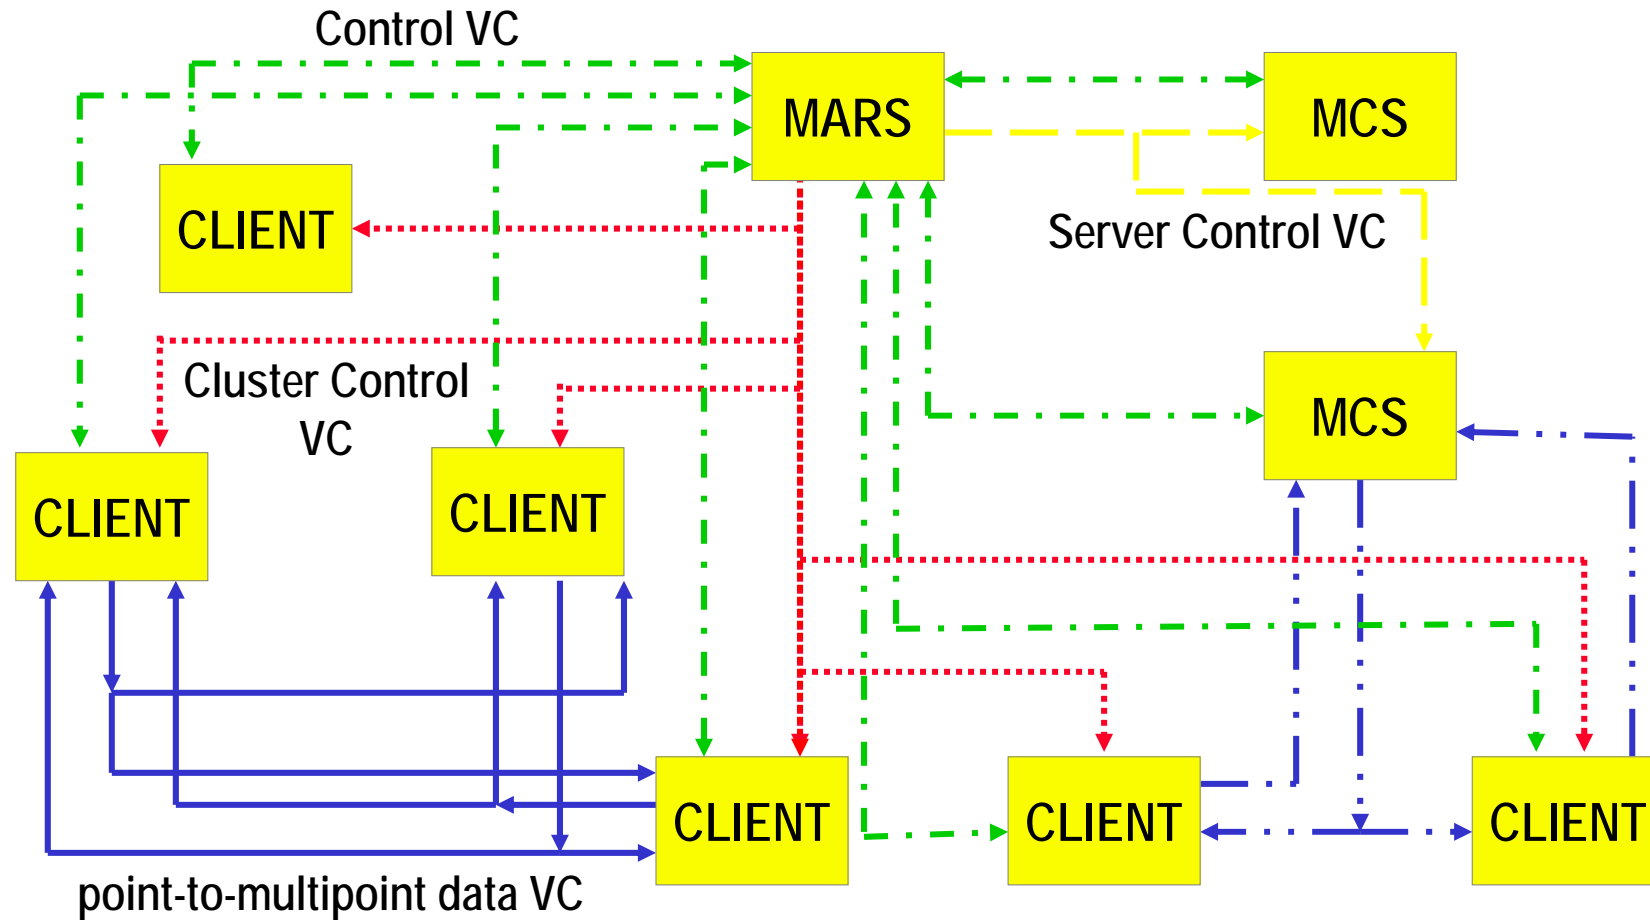 Control VC
MARS
MCS
CLIENT
Server Control VC
Cluster Control
VC
MCS
CLIENT
CLIENT
CLIENT
CLIENT
CLIENT
point-to-multipoint data VC